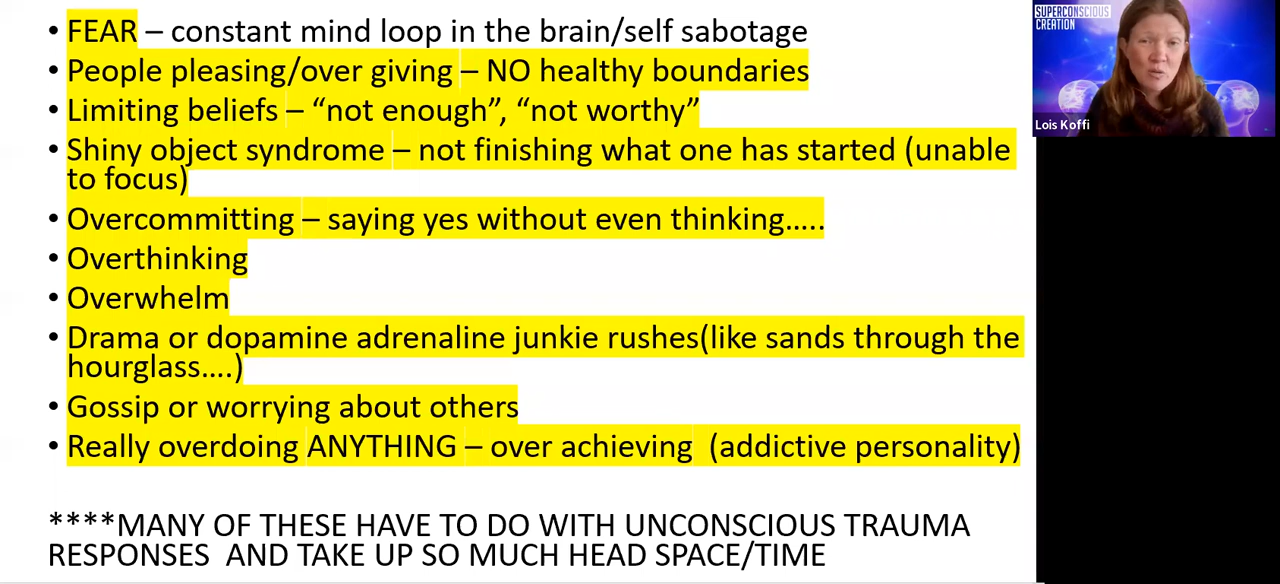 • FEAR – constant mind loop in the brain/self sabotage
• People pleasing/over giving – NO healthy boundaries
• Limiting beliefs – “not enough”, “not worthy”
• Shiny object syndrome – not finishing what one has started (unable
to focus)
• Overcommitting – saying yes without even thinking.....
• Overthinking
• Overwhelm
• Drama or dopamine adrenaline junkie rushes(like sands through the
hourglass....)
• Gossip or worrying about others
• Really overdoing ANYTHING – over achieving  (addictive personality)
****MANY OF THESE HAVE TO DO WITH UNCONSCIOUS TRAUMA
RESPONSES  AND TAKE UP SO MUCH HEAD SPACE/TIME
SUPERCONSCIOUS
CREATION
Lois Koffi